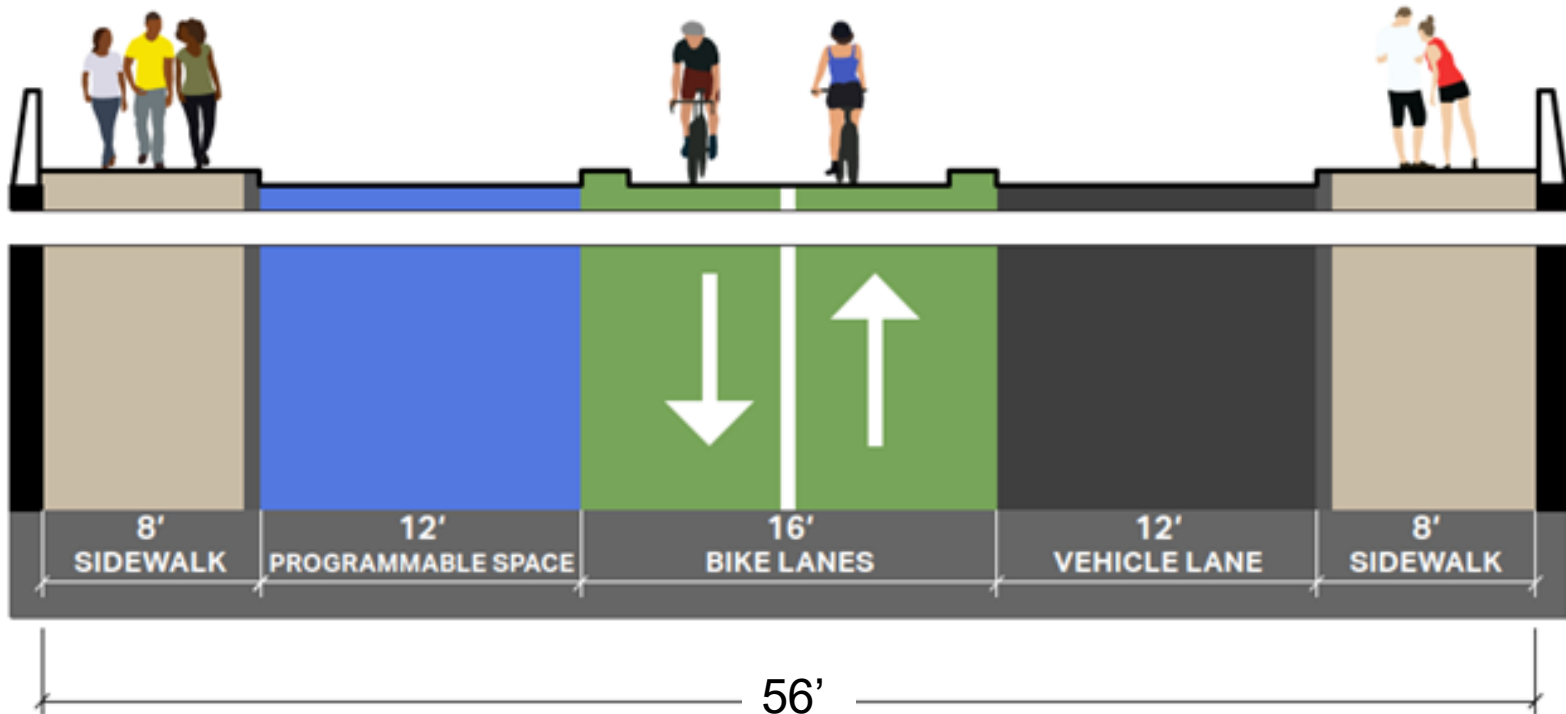 8′
SIDEWALK
12′
PROGRAMMABLE SPACE
16′
BIKE LANES
12′
VEHICLE LANE
8′
SIDEWALK
56’